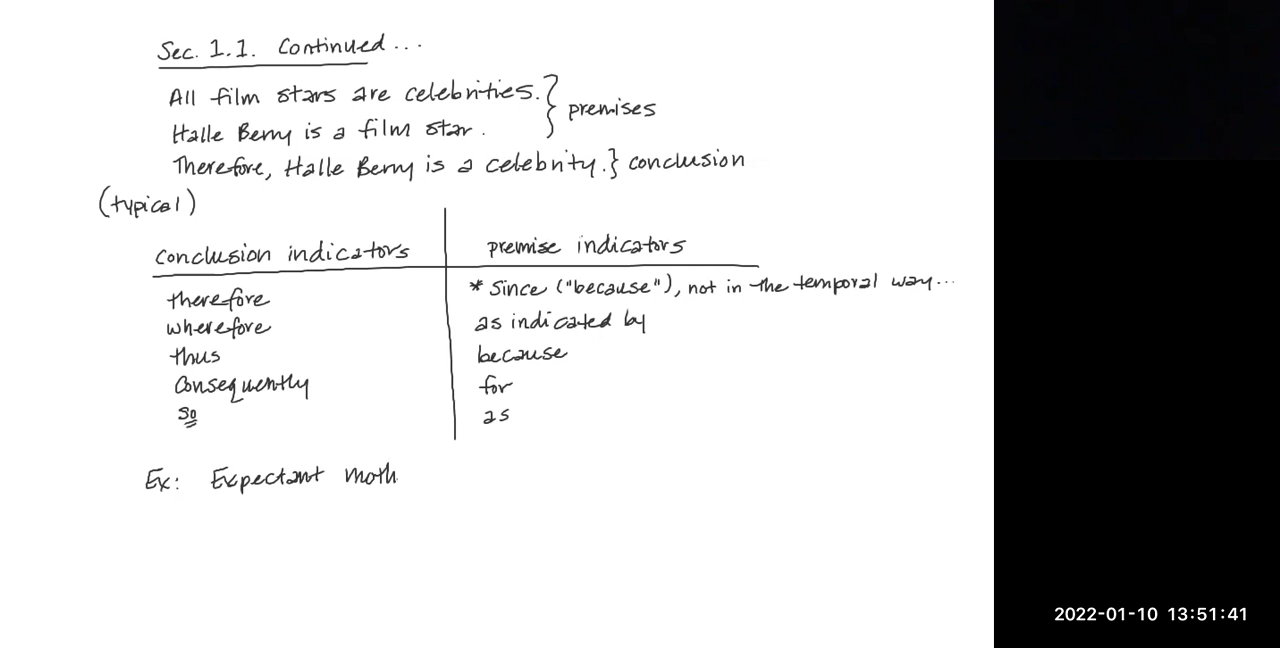 Sec. 1.1. Continued...
All film stars are celebrities.
Halle Berry is a film star.
} premises
Therefore, Halle Berry is a celebrity. } conclusion
(typical)
conclusion indicators
therefore
wherefore
thus
consequently
so
premise indicators
* Since ("because"), not in the temporal way...
as indicated by
because
for
as
Ex: Expectant moth
2022-01-10 13:51:41